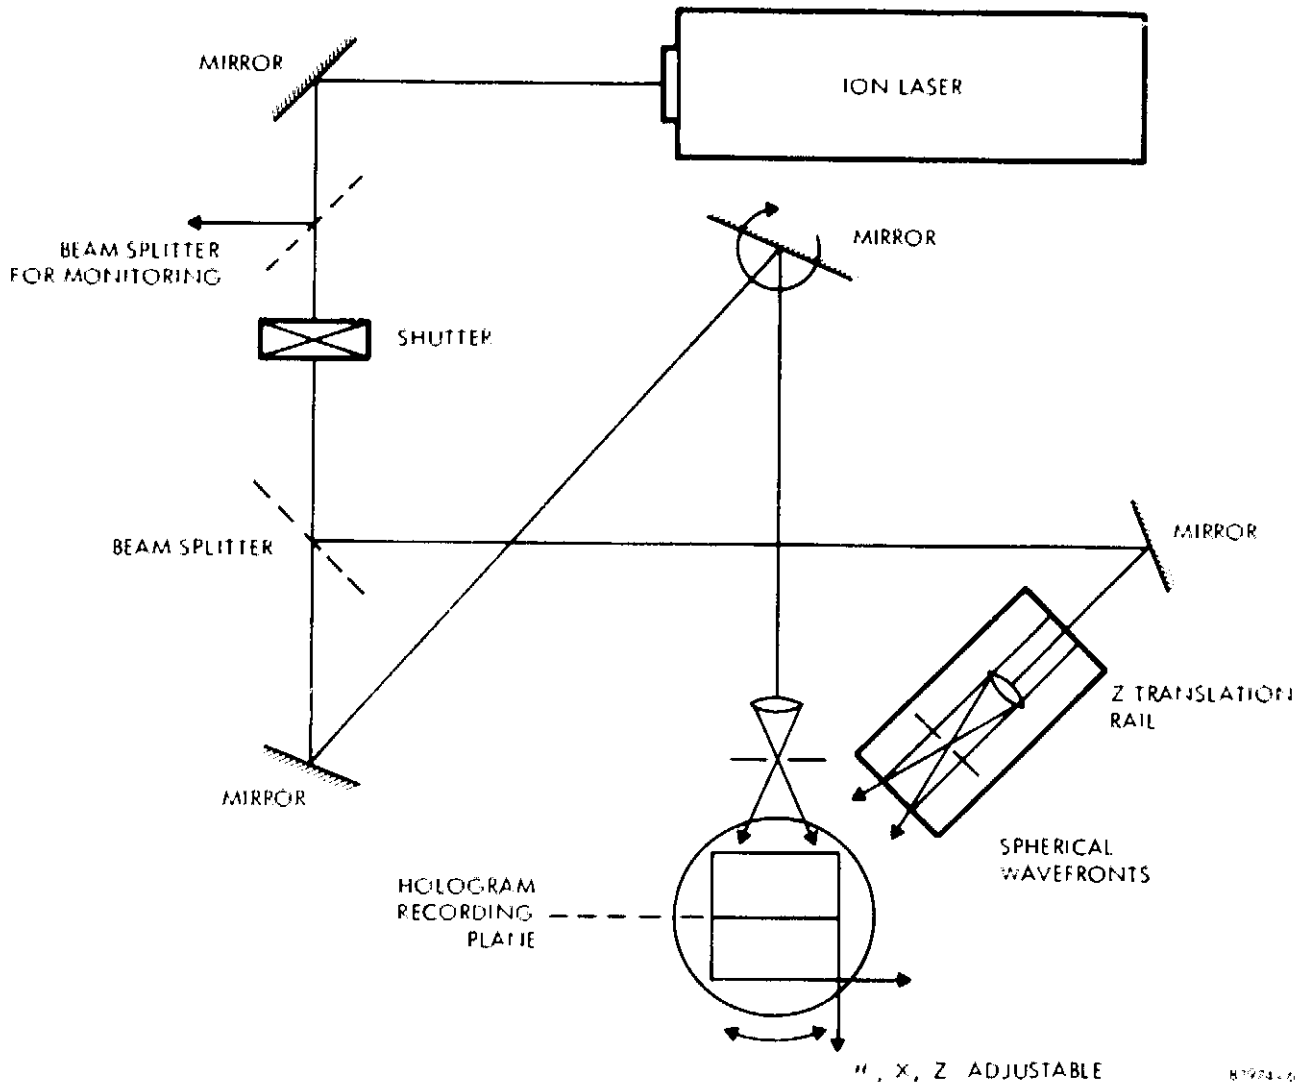 MIRROR
ION LASER
BEAM SPLITTER
FOR MONITORING
MIRROR
SHUTTER
BEAM SPLITTER
MIRROR
Z TRANSLATION
RAIL
MIRROR
SPHERICAL
WAVEFRONTS
HOLOGRAM
RECORDING
PLANE
, X, Z ADJUSTABLE